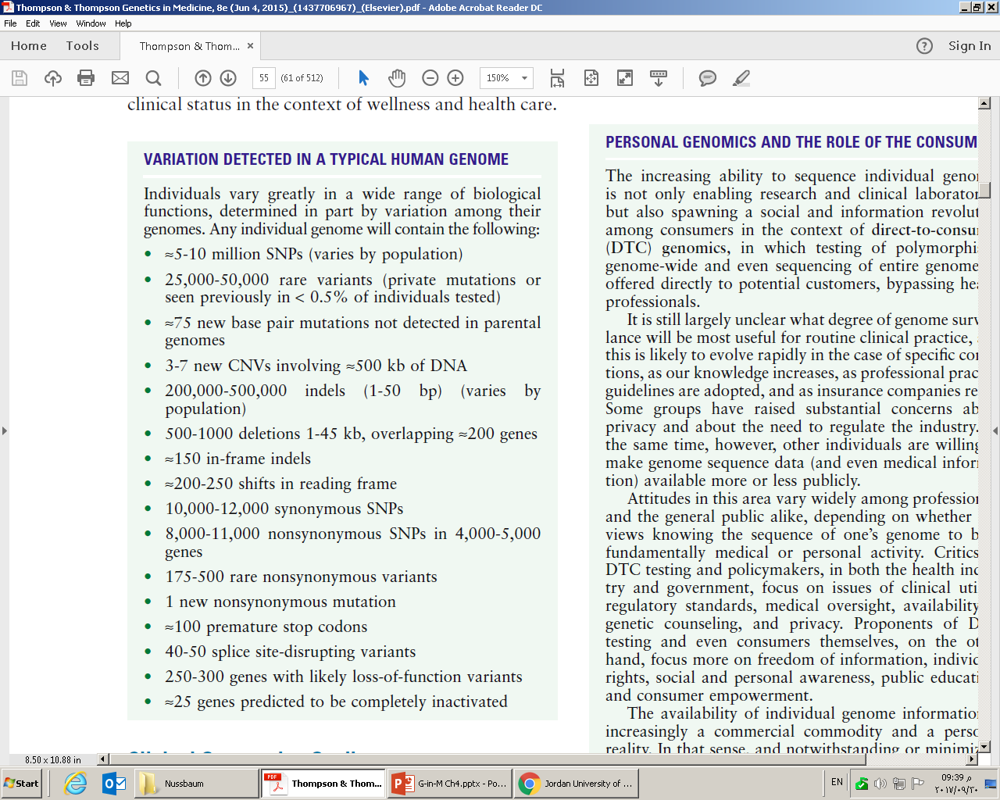 Thompson & Thompson Genetics in Medicine, 8e (Jun 4, 2015)_(1437706967)_(Elsevier).pdf - Adobe Acrobat Reader DC
File Edit View Window Help
Home Tools Thompson & Thom... × ? Sign In
55 (61 of 512) 150%
clinical status in the context of wellness and health care.
VARIATION DETECTED IN A TYPICAL HUMAN GENOME
Individuals vary greatly in a wide range of biological
functions, determined in part by variation among their
genomes. Any individual genome will contain the following:
• ≈5-10 million SNPs (varies by population)
• 25,000-50,000 rare variants (private mutations or
seen previously in < 0.5% of individuals tested)
• ≈75 new base pair mutations not detected in parental
genomes
• 3-7 new CNVs involving ≈500 kb of DNA
• 200,000-500,000 indels (1-50 bp) (varies by
population)
• 500-1000 deletions 1-45 kb, overlapping ≈200 genes
• ≈150 in-frame indels
• ≈200-250 shifts in reading frame
• 10,000-12,000 synonymous SNPs
• 8,000-11,000 nonsynonymous SNPs in 4,000-5,000
genes
• 175-500 rare nonsynonymous variants
• 1 new nonsynonymous mutation
• ≈100 premature stop codons
• 40-50 splice site-disrupting variants
• 250-300 genes with likely loss-of-function variants
• ≈25 genes predicted to be completely inactivated
PERSONAL GENOMICS AND THE ROLE OF THE CONSUM
The increasing ability to sequence individual geno
is not only enabling research and clinical laborator
but also spawning a social and information revolut
among consumers in the context of direct-to-consu
(DTC) genomics, in which testing of polymorphi
genome-wide and even sequencing of entire genome
offered directly to potential customers, bypassing hea
professionals.
It is still largely unclear what degree of genome surv
lance will be most useful for routine clinical practice,
this is likely to evolve rapidly in the case of specific con
tions, as our knowledge increases, as professional prac
guidelines are adopted, and as insurance companies re
Some groups have raised substantial concerns ab
privacy and about the need to regulate the industry.
the same time, however, other individuals are willing
make genome sequence data (and even medical infor
tion) available more or less publicly.
Attitudes in this area vary widely among profession
and the general public alike, depending on whether
views knowing the sequence of one's genome to b
fundamentally medical or personal activity. Critics
DTC testing and policymakers, in both the health ind
try and government, focus on issues of clinical uti
regulatory standards, medical oversight, availability
genetic counseling, and privacy. Proponents of D
testing and even consumers themselves, on the ot
hand, focus more on freedom of information, individ
rights, social and personal awareness, public educati
and consumer empowerment.
The availability of individual genome informatio
increasingly a commercial commodity and a perso
reality. In that sense, and notwithstanding or minimiz
8.50 x 10.88 in
Start Nussbaum PDF Thompson & Thom... G-in-M Ch4.pptx - Po... Jordan University of ... EN 09:39 م
٢٠١٧/٠٩/٢٠